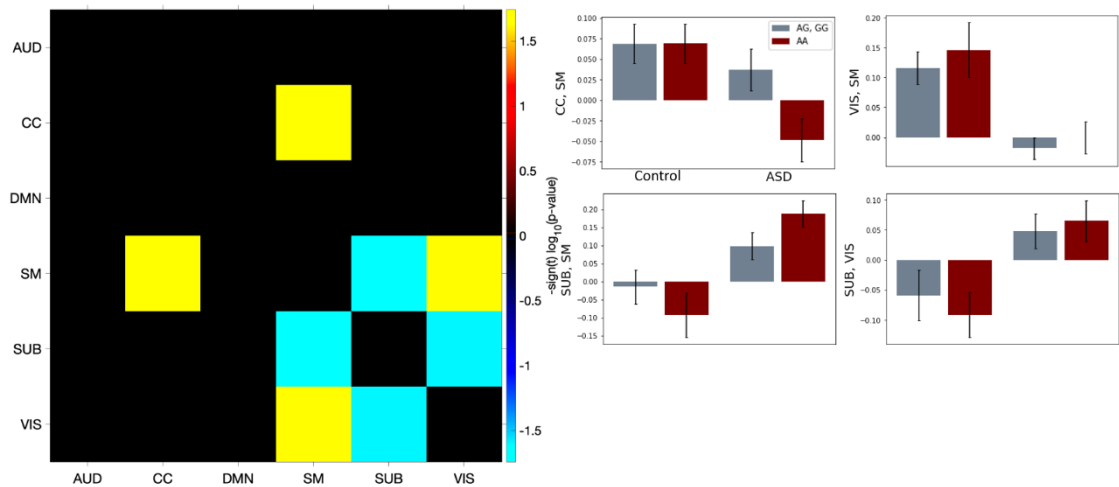 AUD
CC
DMN
SM
SUB
VIS
AUD CC DMN SM SUB VIS
1.5
1
0.5
0
-0.5
-1
-1.5
-sign(t) log10(p-value)
CC, SM
0.100
0.075
0.050
0.025
0.000
−0.025
−0.050
−0.075
AG, GG
AA
Control ASD
VIS, SM
0.20
0.15
0.10
0.05
0.00
SUB, SM
0.20
0.15
0.10
0.05
0.00
−0.05
−0.10
−0.15
SUB, VIS
0.10
0.05
0.00
−0.05
−0.10